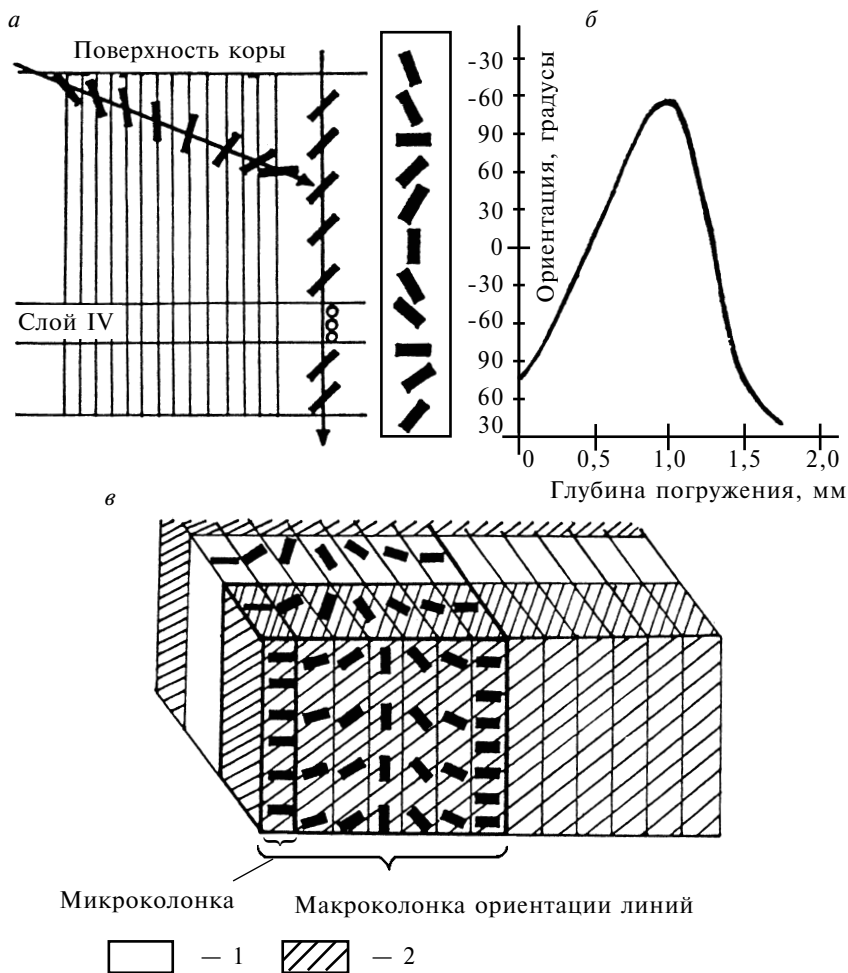 а
Поверхность коры
Слой IV
б
-30
-60
90
60
30
0
-30
-60
90
60
30
Ориентация, градусы
0 0,5 1,0 1,5 2,0
Глубина погружения, мм
в
Микроколонка
Макроколонка ориентации линий
— 1 — 2